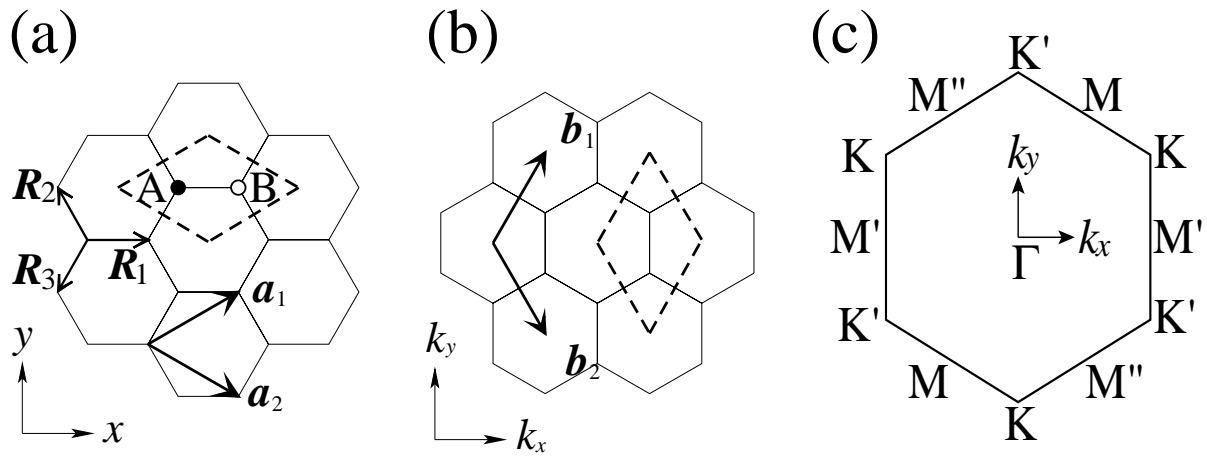 (a)
A B
R2
R3 R1
a1
a2
y
x
(b)
b1
b2
ky
kx
(c)
K'
M" M
K K
ky
M' kx M'
Γ
K' K'
M M"
K